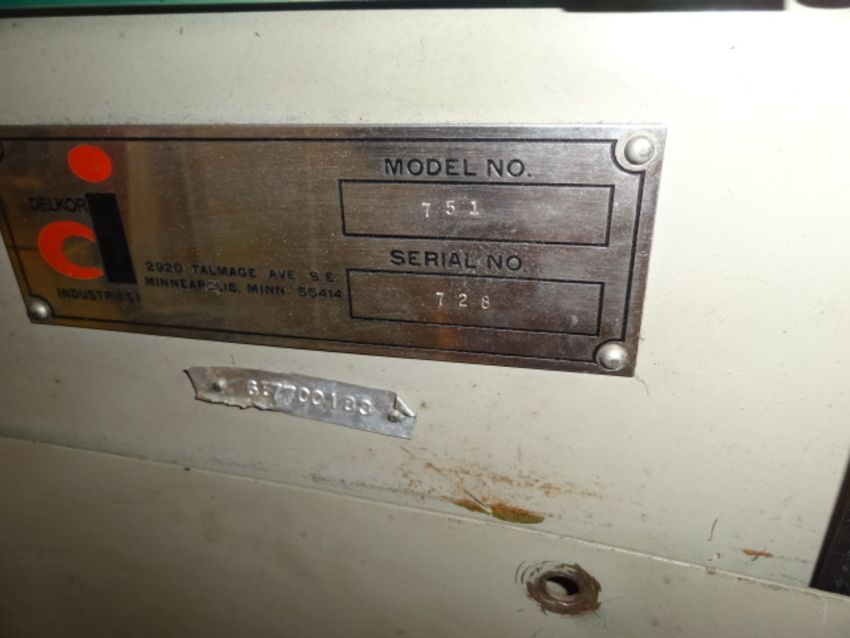 DELKOR
INDUSTRIES
2920 TALMAGE AVE S.E.
MINNEAPOLIS, MINN. 55414
MODEL NO.
751
SERIAL NO.
728